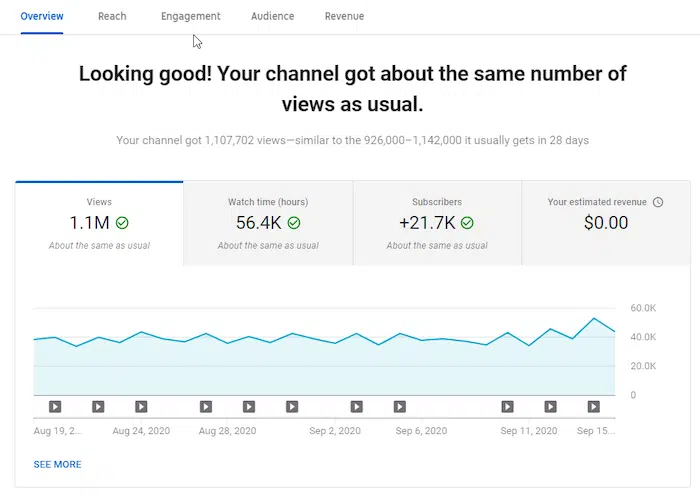 Overview Reach Engagement Audience Revenue
Looking good! Your channel got about the same number of
views as usual.
Your channel got 1,107,702 views—similar to the 926,000–1,142,000 it usually gets in 28 days
Views
1.1M
About the same as usual
Watch time (hours)
56.4K
About the same as usual
Subscribers
+21.7K
About the same as usual
Your estimated revenue
$0.00
60.0K
40.0K
20.0K
0
Aug 19, 2... Aug 24, 2020 Aug 28, 2020 Sep 2, 2020 Sep 6, 2020 Sep 11, 2020 Sep 15...
SEE MORE